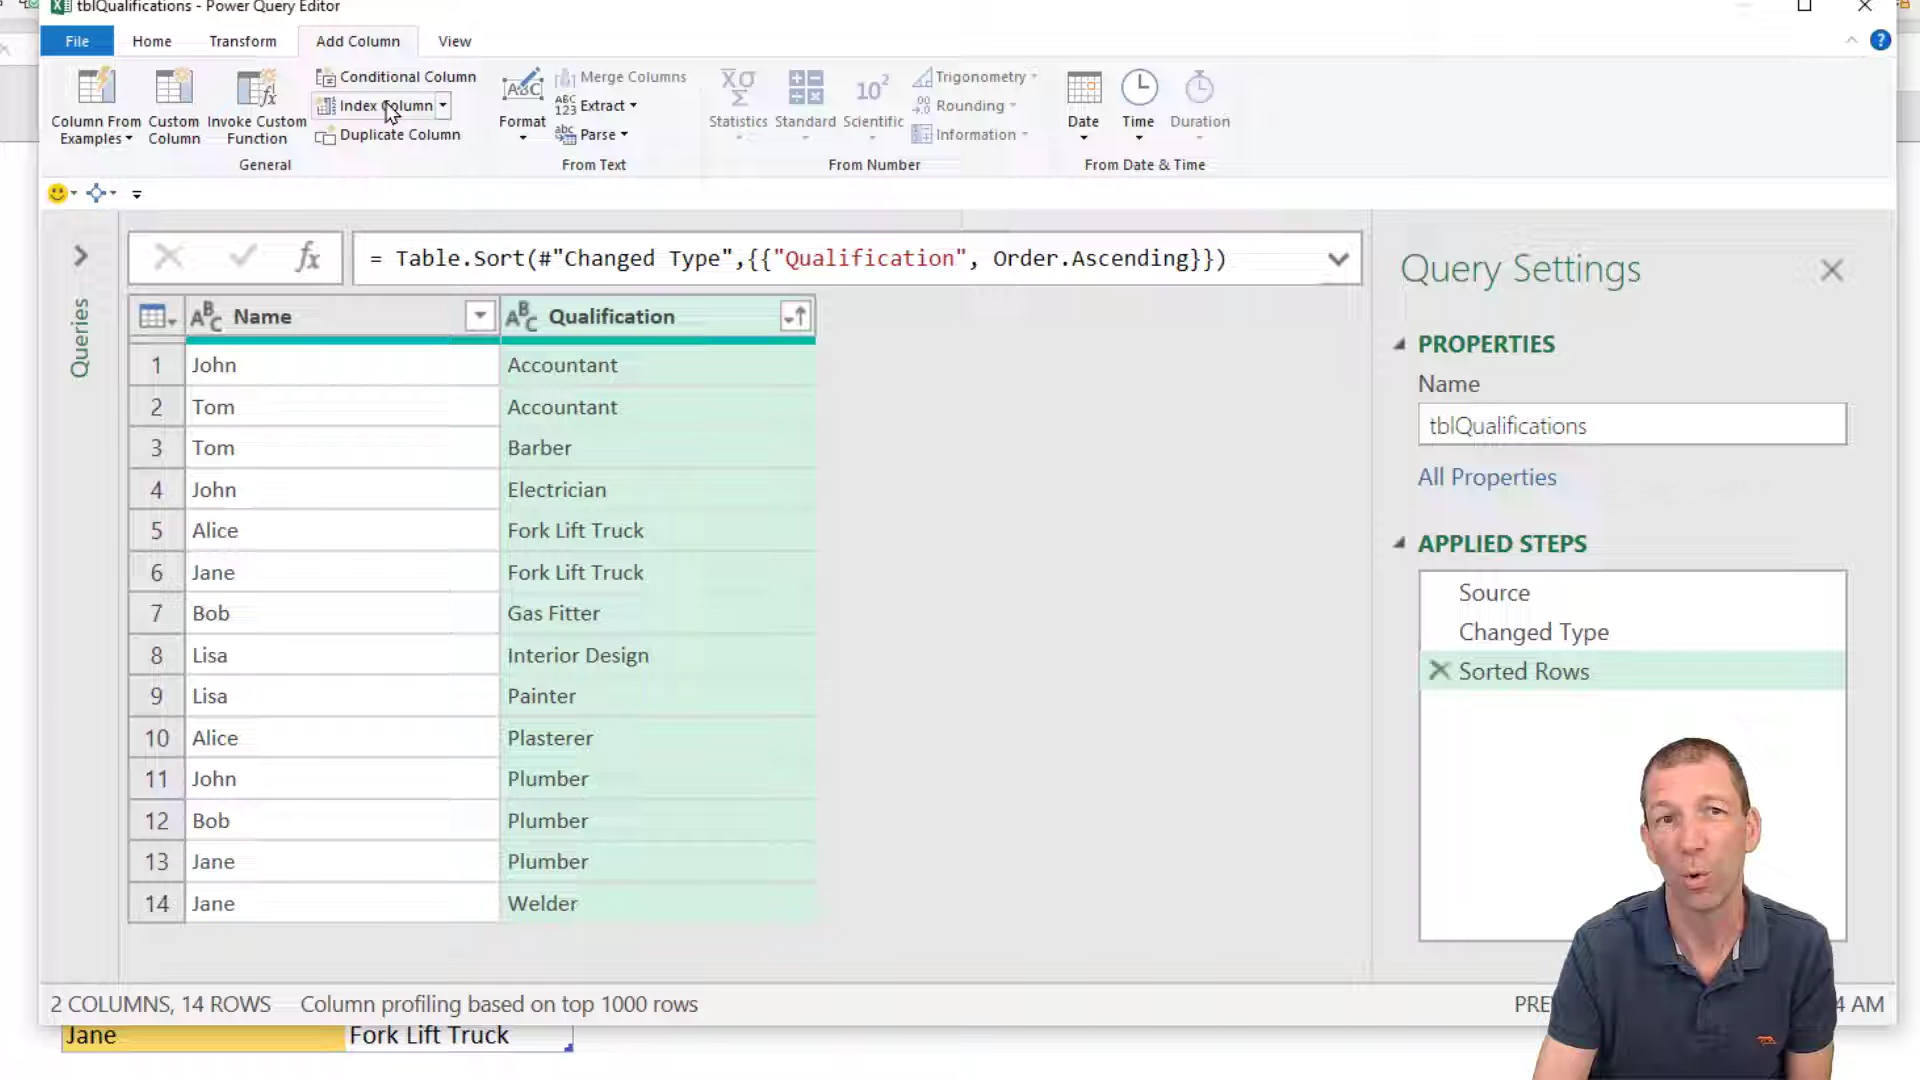 tblQualifications - Power Query Editor
File Home Transform Add Column View
Column From Examples
Custom Column
Invoke Custom Function
Conditional Column
Index Column
Duplicate Column
General
Format
Merge Columns
Extract
Parse
From Text
Statistics
Standard
Scientific
Trigonometry
Rounding
Information
From Number
Date
Time
Duration
From Date & Time
Queries
= Table.Sort(#"Changed Type",{{"Qualification", Order.Ascending}})
Name Qualification
1 John Accountant
2 Tom Accountant
3 Tom Barber
4 John Electrician
5 Alice Fork Lift Truck
6 Jane Fork Lift Truck
7 Bob Gas Fitter
8 Lisa Interior Design
9 Lisa Painter
10 Alice Plasterer
11 John Plumber
12 Bob Plumber
13 Jane Plumber
14 Jane Welder
Query Settings
PROPERTIES
Name
tblQualifications
All Properties
APPLIED STEPS
Source
Changed Type
Sorted Rows
2 COLUMNS, 14 ROWS Column profiling based on top 1000 rows
4 AM
Jane Fork Lift Truck